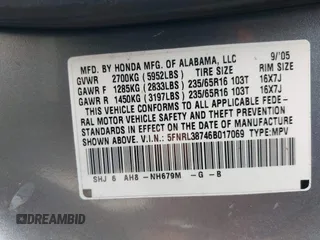 MFD. BY HONDA MFG. OF ALABAMA, LLC 9/'05
GVWR 2700KG (5952LBS) TIRE SIZE RIM SIZE
GAWR F 1285KG (2833LBS) 235/65R16 103T 16X7J
GAWR R 1450KG (3197LBS) 235/65R16 103T 16X7J
THIS VEHICLE CONFORMS TO ALL APPLICABLE FEDE-
RAL MOTOR VEHICLE SAFETY AND THEFT PREVENTION
STANDARDS IN EFFECT ON THE DATE OF MANUFACTURE
SHOWN ABOVE. V.I.N.: 5FNRL38746B017069 TYPE:MPV
SHJ 6 AH8 -NH679M -G -B
DREAMBID